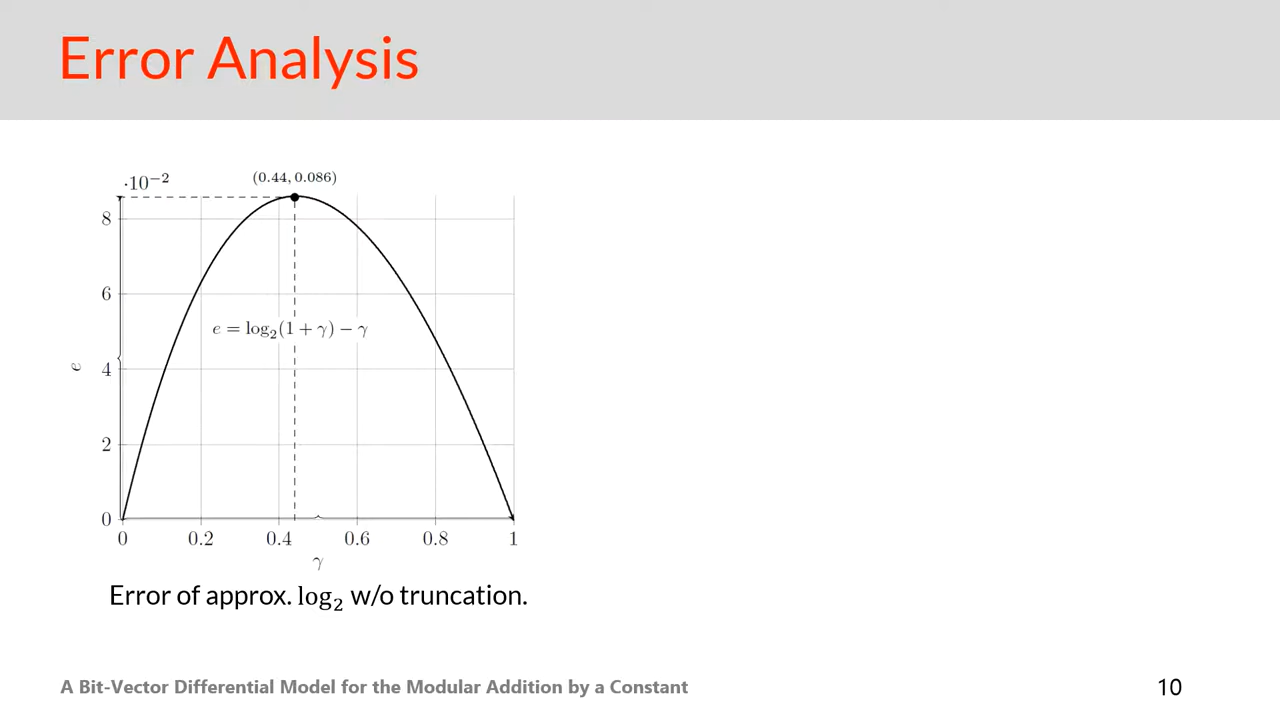 Error Analysis
·10⁻²
(0.44, 0.086)
8
6
e = log₂(1 + γ) − γ
4
e
2
0
0 0.2 0.4 0.6 0.8 1
γ
Error of approx. log₂ w/o truncation.
A Bit-Vector Differential Model for the Modular Addition by a Constant
10